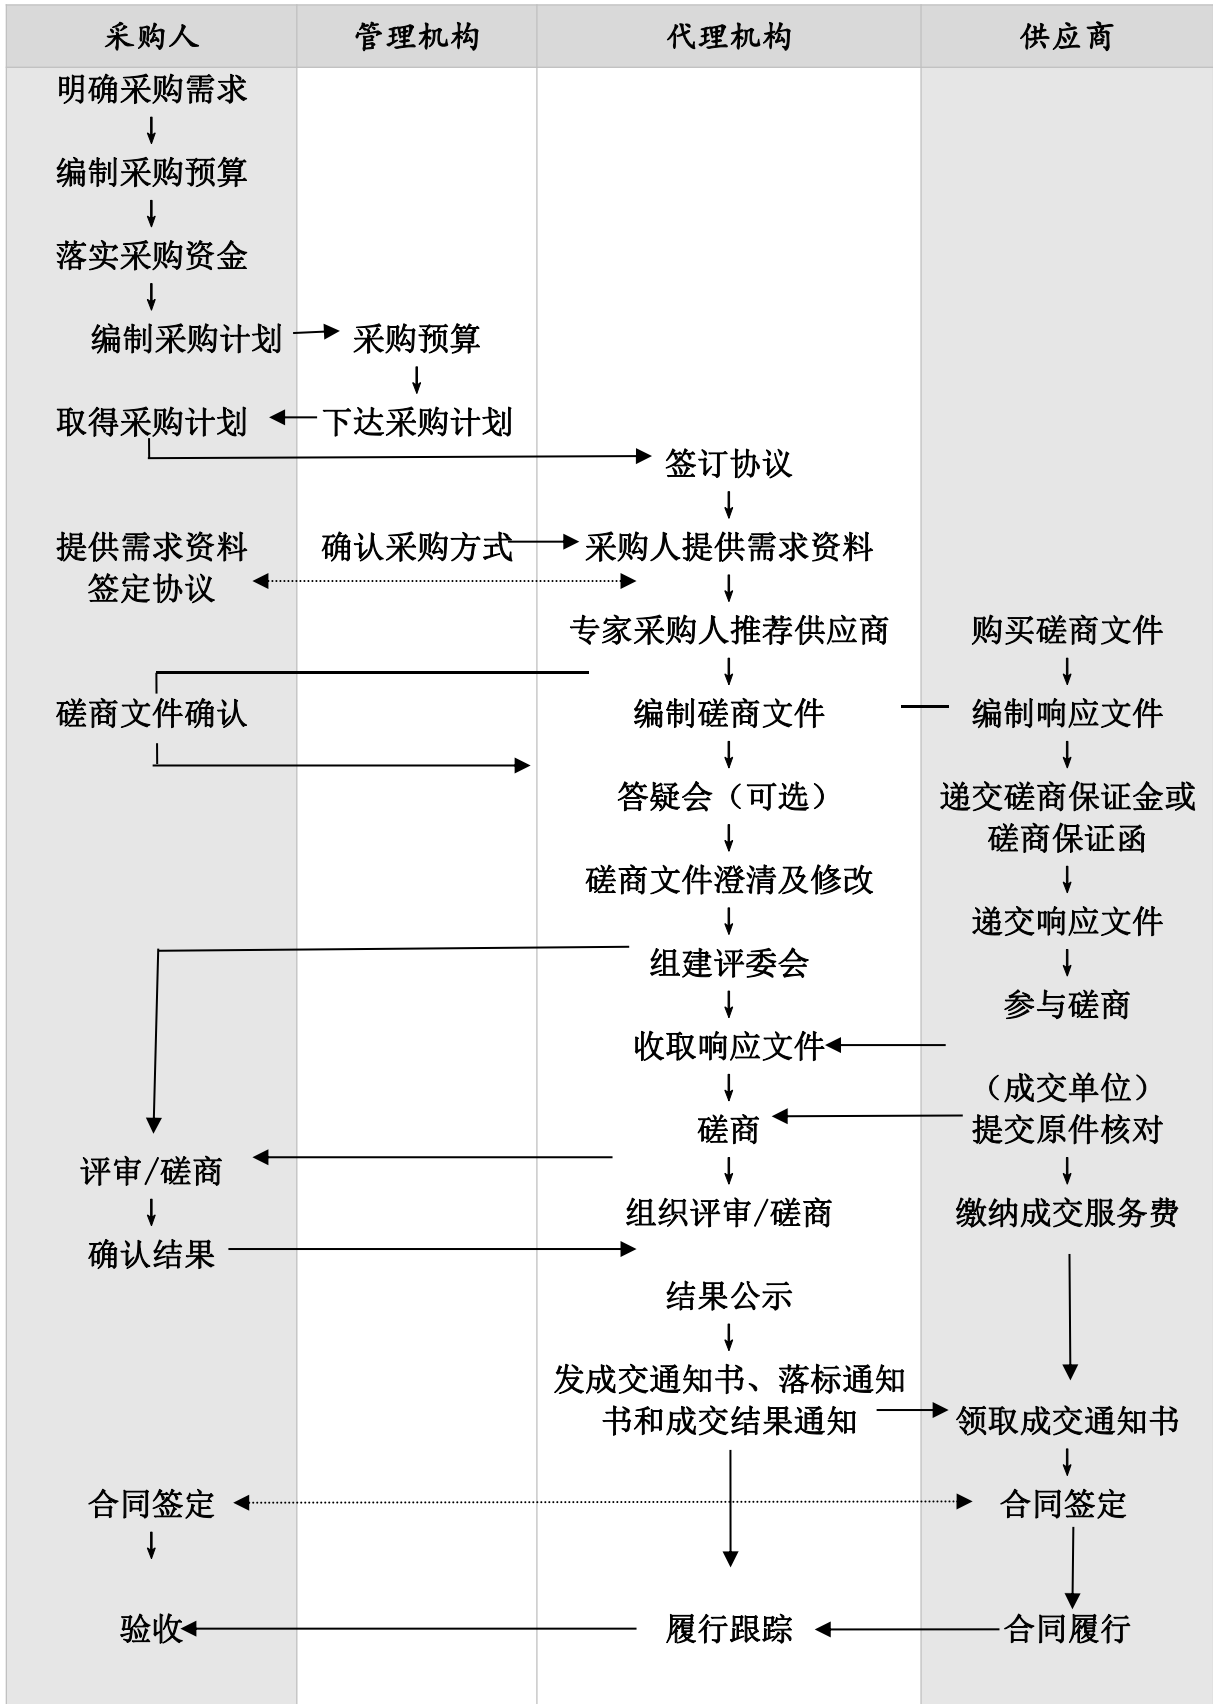 采购人 管理机构 代理机构 供应商
明确采购需求
编制采购预算
落实采购资金
编制采购计划 采购预算
取得采购计划 下达采购计划
签订协议
提供需求资料 确认采购方式 采购人提供需求资料
签定协议
专家采购人推荐供应商 购买磋商文件
磋商文件确认 编制磋商文件 编制响应文件
答疑会（可选） 递交磋商保证金或
磋商保证函
磋商文件澄清及修改
递交响应文件
组建评委会
参与磋商
收取响应文件
（成交单位）
磋商 提交原件核对
评审/磋商
组织评审/磋商 缴纳成交服务费
确认结果
结果公示
发成交通知书、落标通知
书和成交结果通知 领取成交通知书
合同签定 合同签定
验收 履行跟踪 合同履行